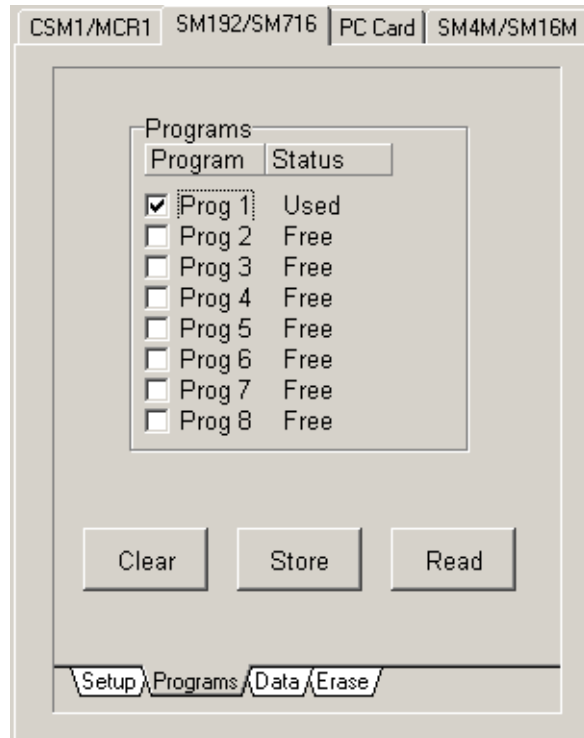 CSM1/MCR1 SM192/SM716 PC Card SM4M/SM16M
Programs
Program Status
Prog 1 Used
Prog 2 Free
Prog 3 Free
Prog 4 Free
Prog 5 Free
Prog 6 Free
Prog 7 Free
Prog 8 Free
Clear Store Read
Setup Programs Data Erase